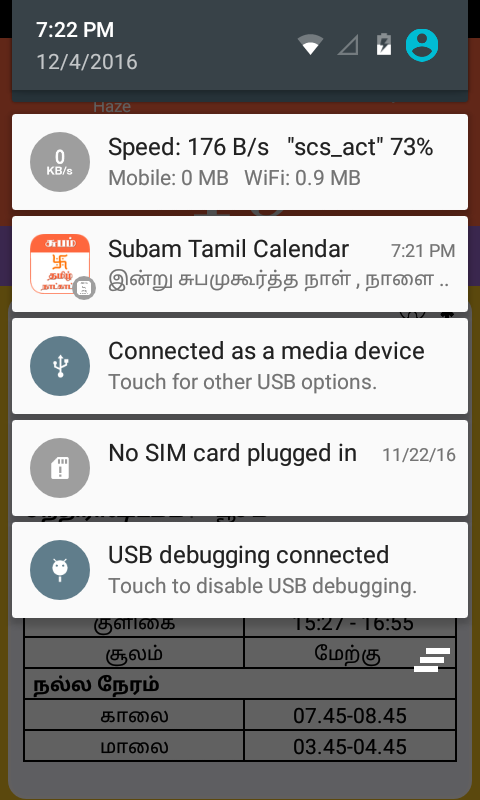 7:22 PM
12/4/2016
Haze
0
KB/s
Speed: 176 B/s "scs_act" 73%
Mobile: 0 MB WiFi: 0.9 MB
சுபம்
தமிழ்
நாட்காட்டி
Subam Tamil Calendar 7:21 PM
இன்று சுபமுகூர்த்த நாள் , நாளை ..
Connected as a media device
Touch for other USB options.
No SIM card plugged in 11/22/16
USB debugging connected
Touch to disable USB debugging.
குளிகை 15:27 - 16:55
சூலம் மேற்கு
நல்ல நேரம்
காலை 07.45-08.45
மாலை 03.45-04.45